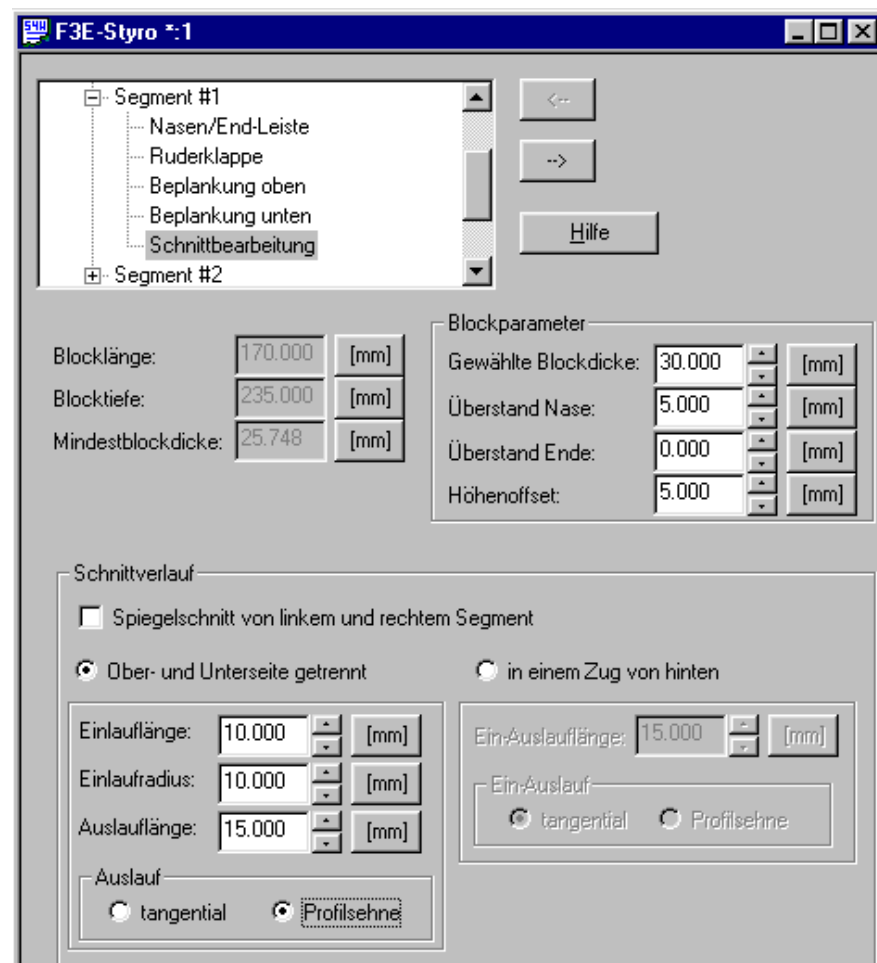 F3E-Styro *:1
Segment #1
Nasen/End-Leiste
Ruderklappe
Beplankung oben
Beplankung unten
Schnittbearbeitung
Segment #2
<--
-->
Hilfe
Blocklänge: 170.000 [mm]
Blocktiefe: 235.000 [mm]
Mindestblockdicke: 25.748 [mm]
Blockparameter
Gewählte Blockdicke: 30.000 [mm]
Überstand Nase: 5.000 [mm]
Überstand Ende: 0.000 [mm]
Höhenoffset: 5.000 [mm]
Schnittverlauf
Spiegelschnitt von linkem und rechtem Segment
Ober- und Unterseite getrennt
Einlauflänge: 10.000 [mm]
Einlaufradius: 10.000 [mm]
Auslauflänge: 15.000 [mm]
Auslauf
tangential Profilsehne
in einem Zug von hinten
Ein-Auslauflänge: 15.000 [mm]
Ein-Auslauf
tangential Profilsehne